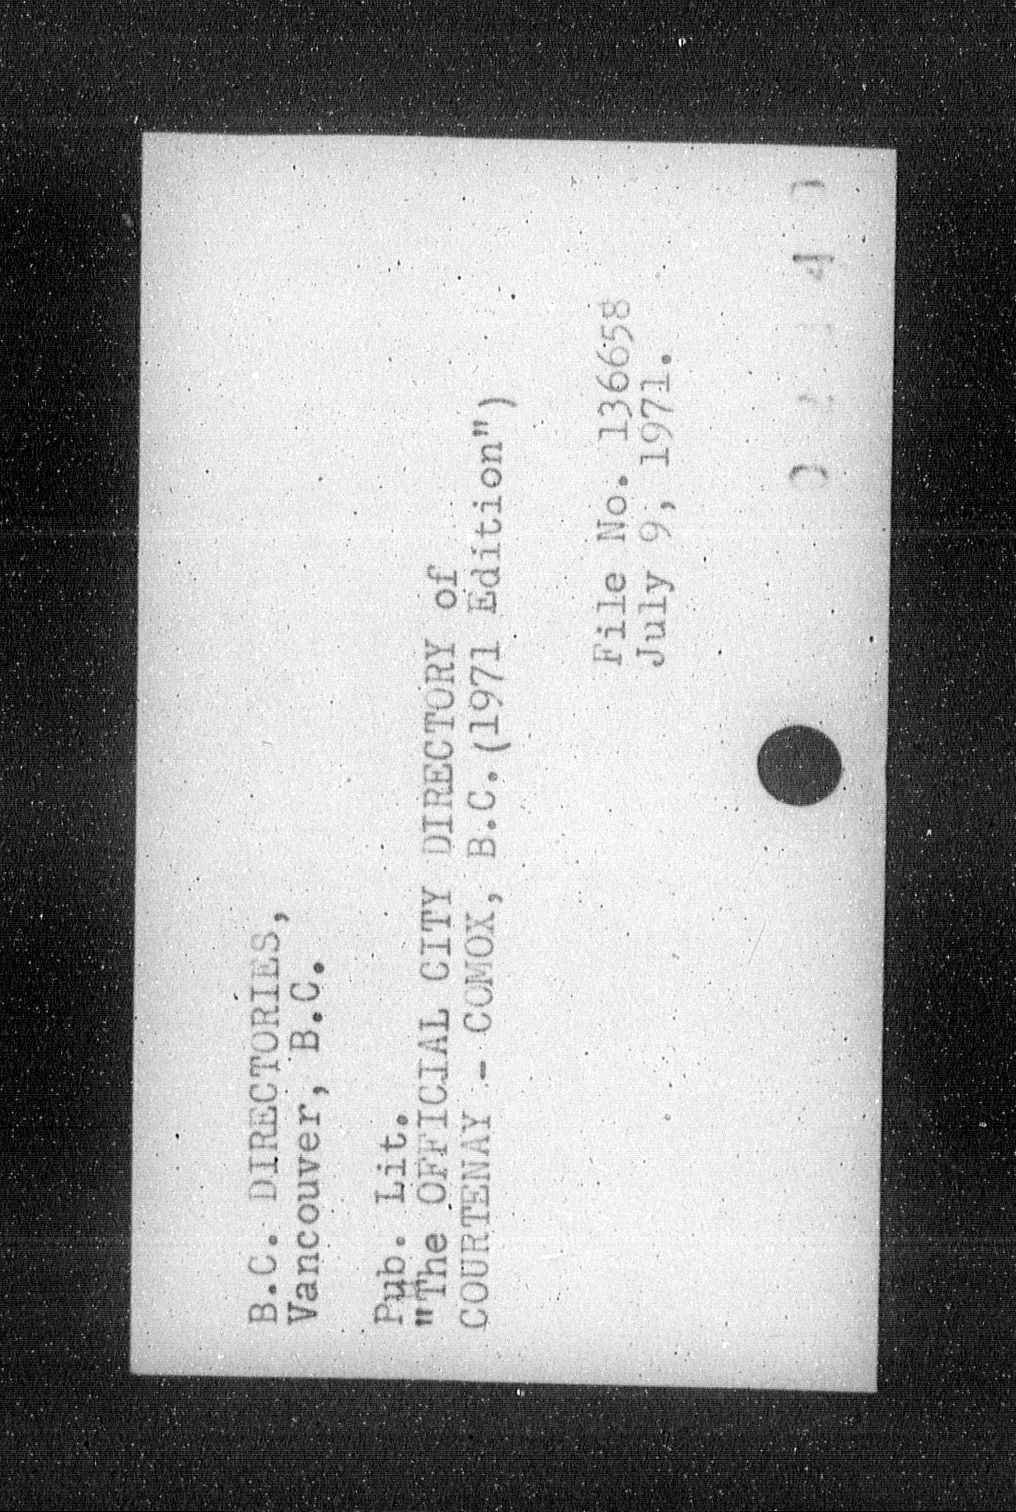 B.C. DIRECTORIES,
Vancouver, B.C.
Pub. Lit.
"The OFFICIAL CITY DIRECTORY of
COURTENAY - COMOX, B.C.(1971 Edition")
File No. 136658
July 9, 1971.